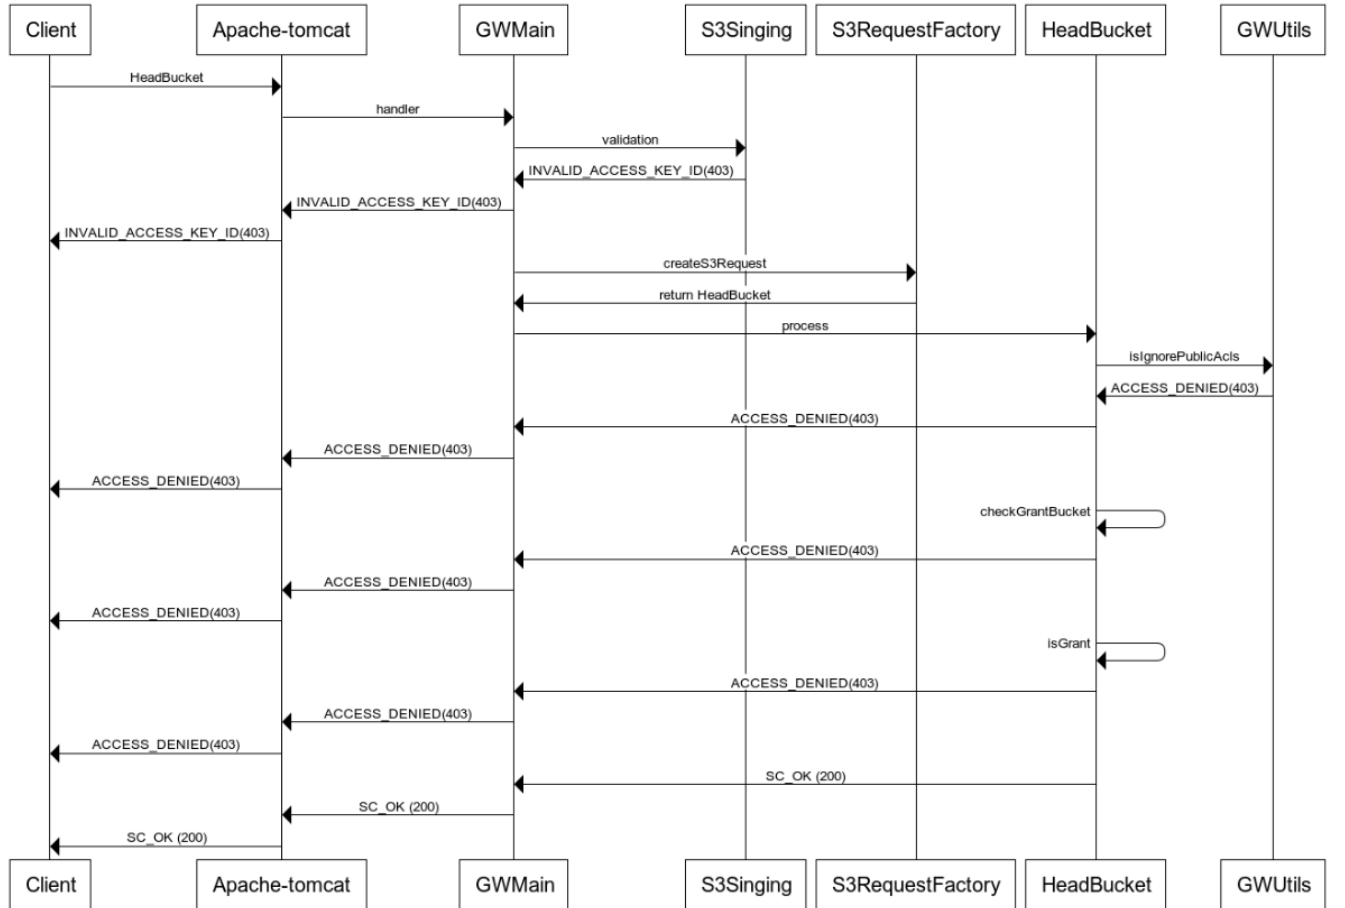 Client Apache-tomcat GWMain S3Singing S3RequestFactory HeadBucket GWUtils
HeadBucket
handler
validation
INVALID_ACCESS_KEY_ID(403)
INVALID_ACCESS_KEY_ID(403)
INVALID_ACCESS_KEY_ID(403)
createS3Request
return HeadBucket
process
isIgnorePublicAcls
ACCESS_DENIED(403)
ACCESS_DENIED(403)
ACCESS_DENIED(403)
ACCESS_DENIED(403)
checkGrantBucket
ACCESS_DENIED(403)
ACCESS_DENIED(403)
ACCESS_DENIED(403)
isGrant
ACCESS_DENIED(403)
ACCESS_DENIED(403)
ACCESS_DENIED(403)
SC_OK (200)
SC_OK (200)
SC_OK (200)
Client Apache-tomcat GWMain S3Singing S3RequestFactory HeadBucket GWUtils